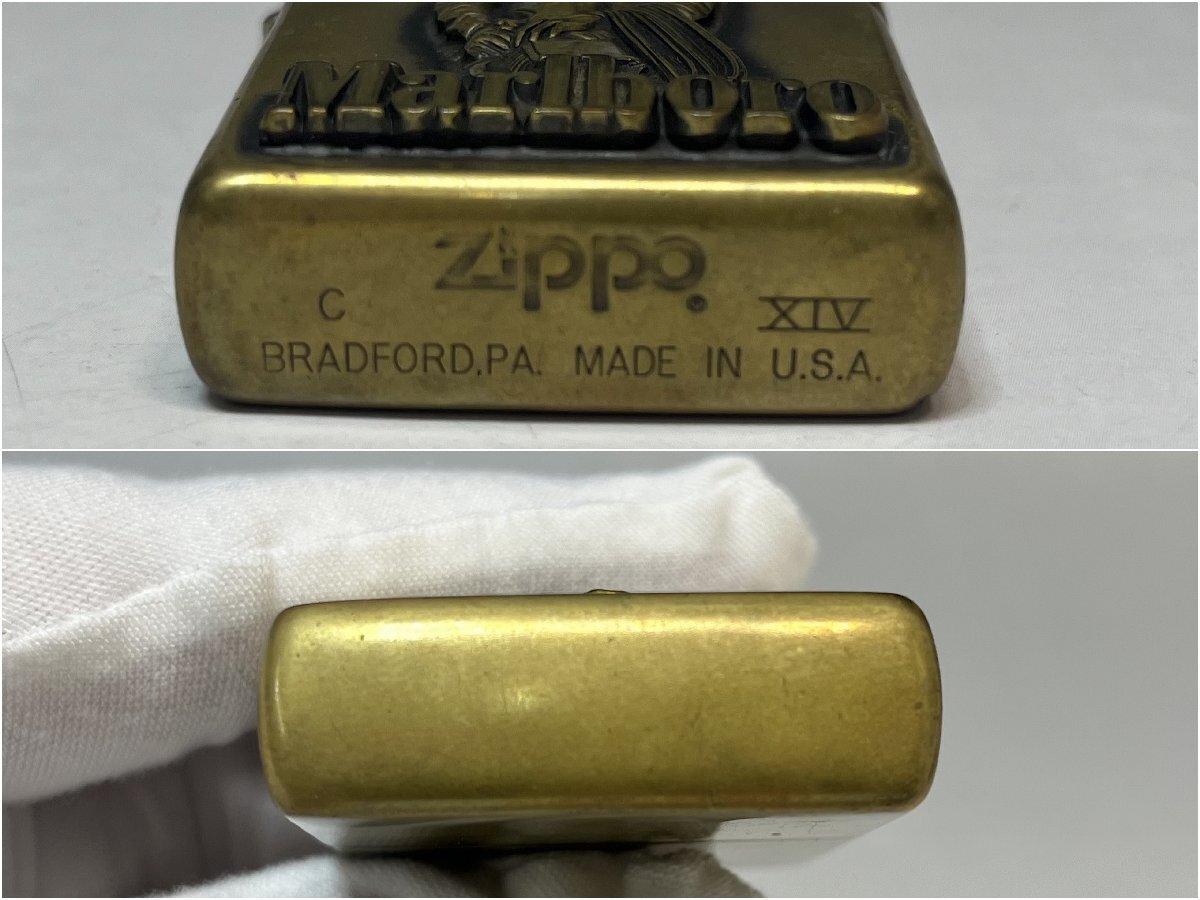 Marlboro
Zippo
C XIV
BRADFORD,PA. MADE IN U.S.A.